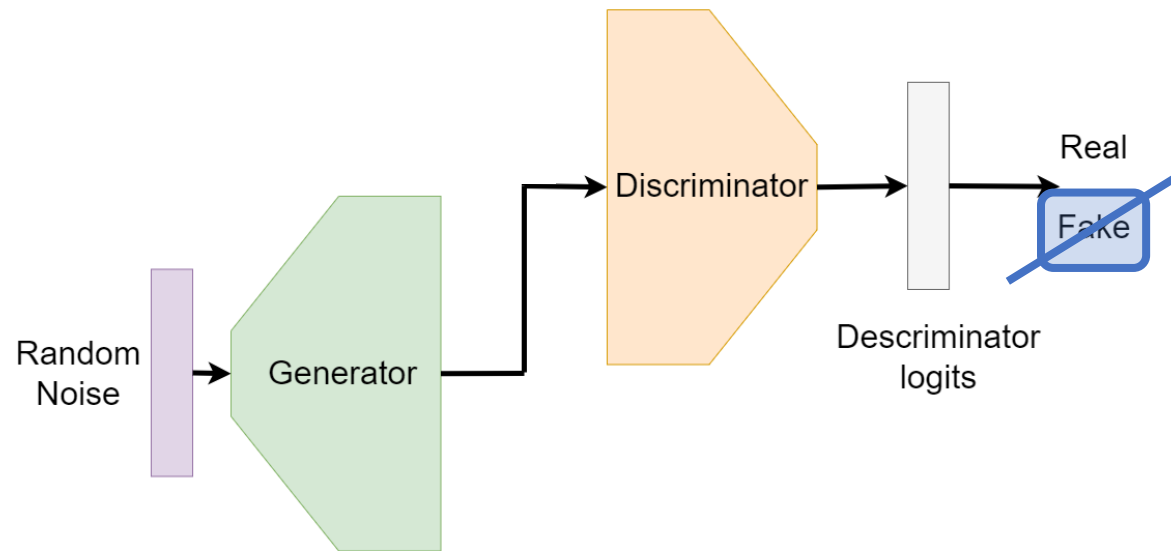 Random
Noise
Generator
Discriminator
Descriminator
logits
Real
Fake